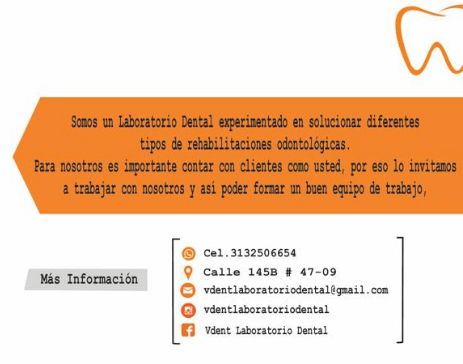 Somos un Laboratorio Dental experimentado en solucionar diferentes
tipos de rehabilitaciones odontológicas.
Para nosotros es importante contar con clientes como usted, por eso lo invitamos
a trabajar con nosotros y así poder formar un buen equipo de trabajo,
Más Información
Cel.3132506654
Calle 145B # 47-09
vdentlaboratoriodental@gmail.com
vdentlaboratoriodental
Vdent Laboratorio Dental